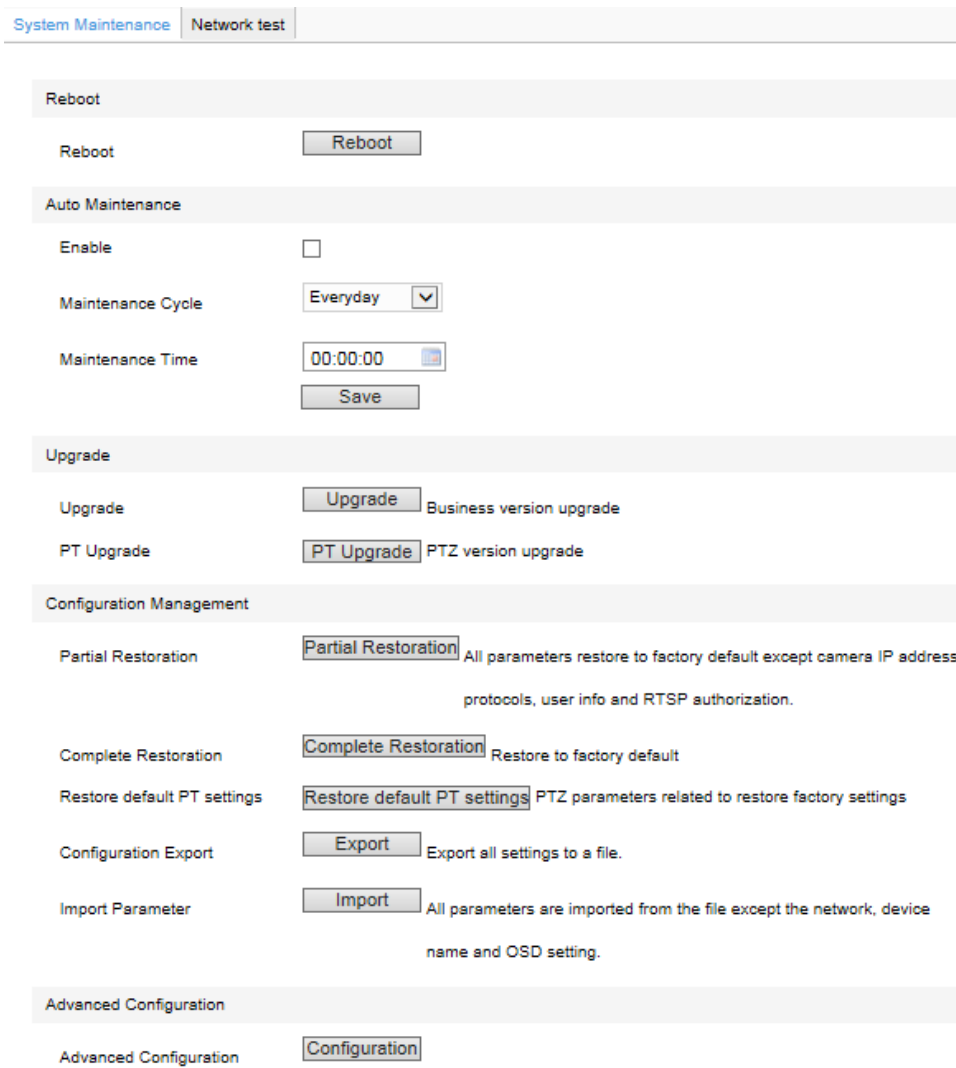 System Maintenance Network test
Reboot
Reboot Reboot
Auto Maintenance
Enable
Maintenance Cycle Everyday
Maintenance Time 00:00:00
Save
Upgrade
Upgrade Upgrade Business version upgrade
PT Upgrade PT Upgrade PTZ version upgrade
Configuration Management
Partial Restoration Partial Restoration All parameters restore to factory default except camera IP address
protocols, user info and RTSP authorization.
Complete Restoration Complete Restoration Restore to factory default
Restore default PT settings Restore default PT settings PTZ parameters related to restore factory settings
Configuration Export Export Export all settings to a file.
Import Parameter Import All parameters are imported from the file except the network, device
name and OSD setting.
Advanced Configuration
Advanced Configuration Configuration